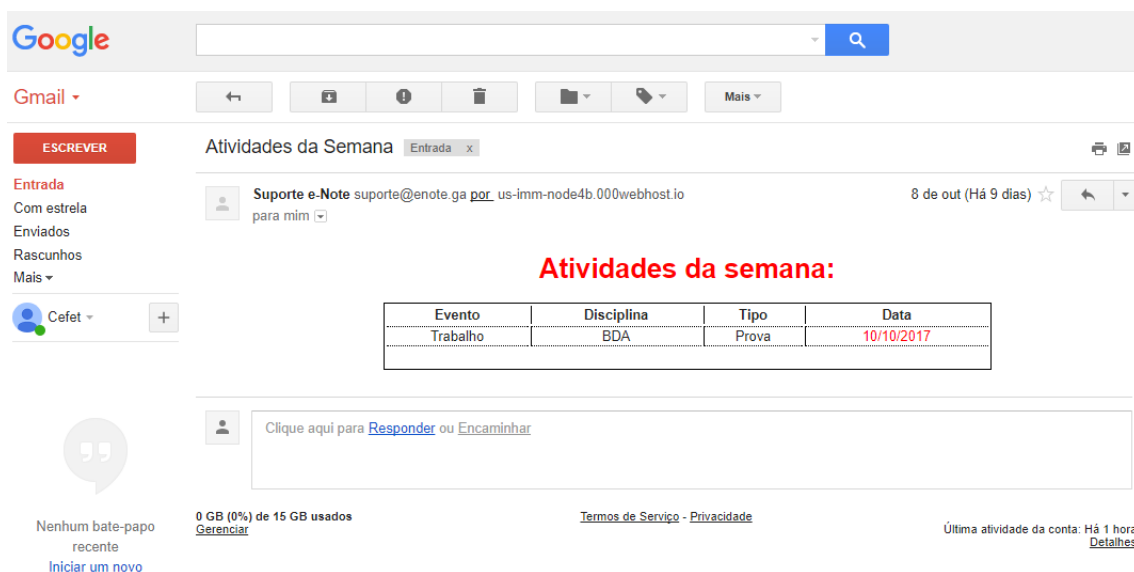 Google
Gmail
Mais
ESCREVER
Atividades da Semana Entrada x
Entrada
Com estrela
Enviados
Rascunhos
Mais
Suporte e-Note suporte@enote.ga por us-imm-node4b.000webhost.io
8 de out (Há 9 dias)
para mim
Cefet
+
Atividades da semana:
Evento Disciplina Tipo Data
Trabalho BDA Prova 10/10/2017
Clique aqui para Responder ou Encaminhar
Nenhum bate-papo
recente
Iniciar um novo
0 GB (0%) de 15 GB usados
Gerenciar
Termos de Serviço - Privacidade
Última atividade da conta: Há 1 hora
Detalhes